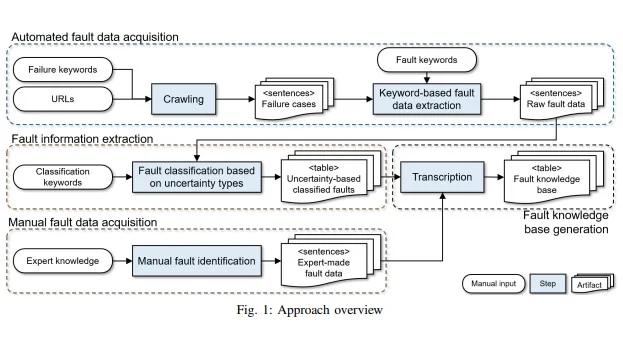 Automated fault data acquisition
Failure keywords
URLs
Crawling
<sentences>
Failure cases
Fault keywords
Keyword-based fault
data extraction
<sentences>
Raw fault data
Fault information extraction
Classification
keywords
Fault classification based
on uncertainty types
<table>
Uncertainty-based
classified faults
Transcription
<table>
Fault knowledge
base
Fault knowledge
base generation
Manual fault data acquisition
Expert knowledge
Manual fault identification
<sentences>
Expert-made
fault data
Manual input
Step
Artifact
Fig. 1: Approach overview